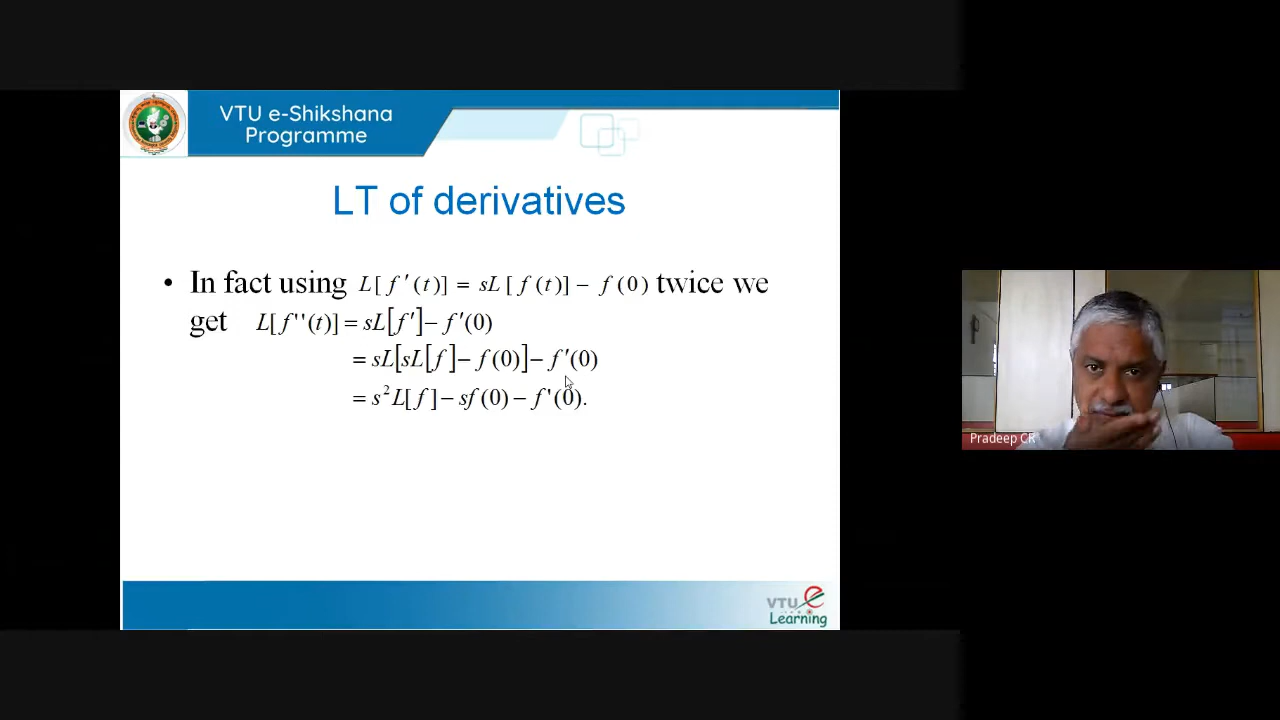 VTU e-Shikshana
Programme
LT of derivatives
• In fact using L[f′(t)] = sL[f(t)] − f(0) twice we
get L[f''(t)] = sL[f′] − f′(0)
= sL[sL[f] − f(0)] − f′(0)
= s²L[f] − sf(0) − f'(0).
Pradeep CR
VTU e
Learning